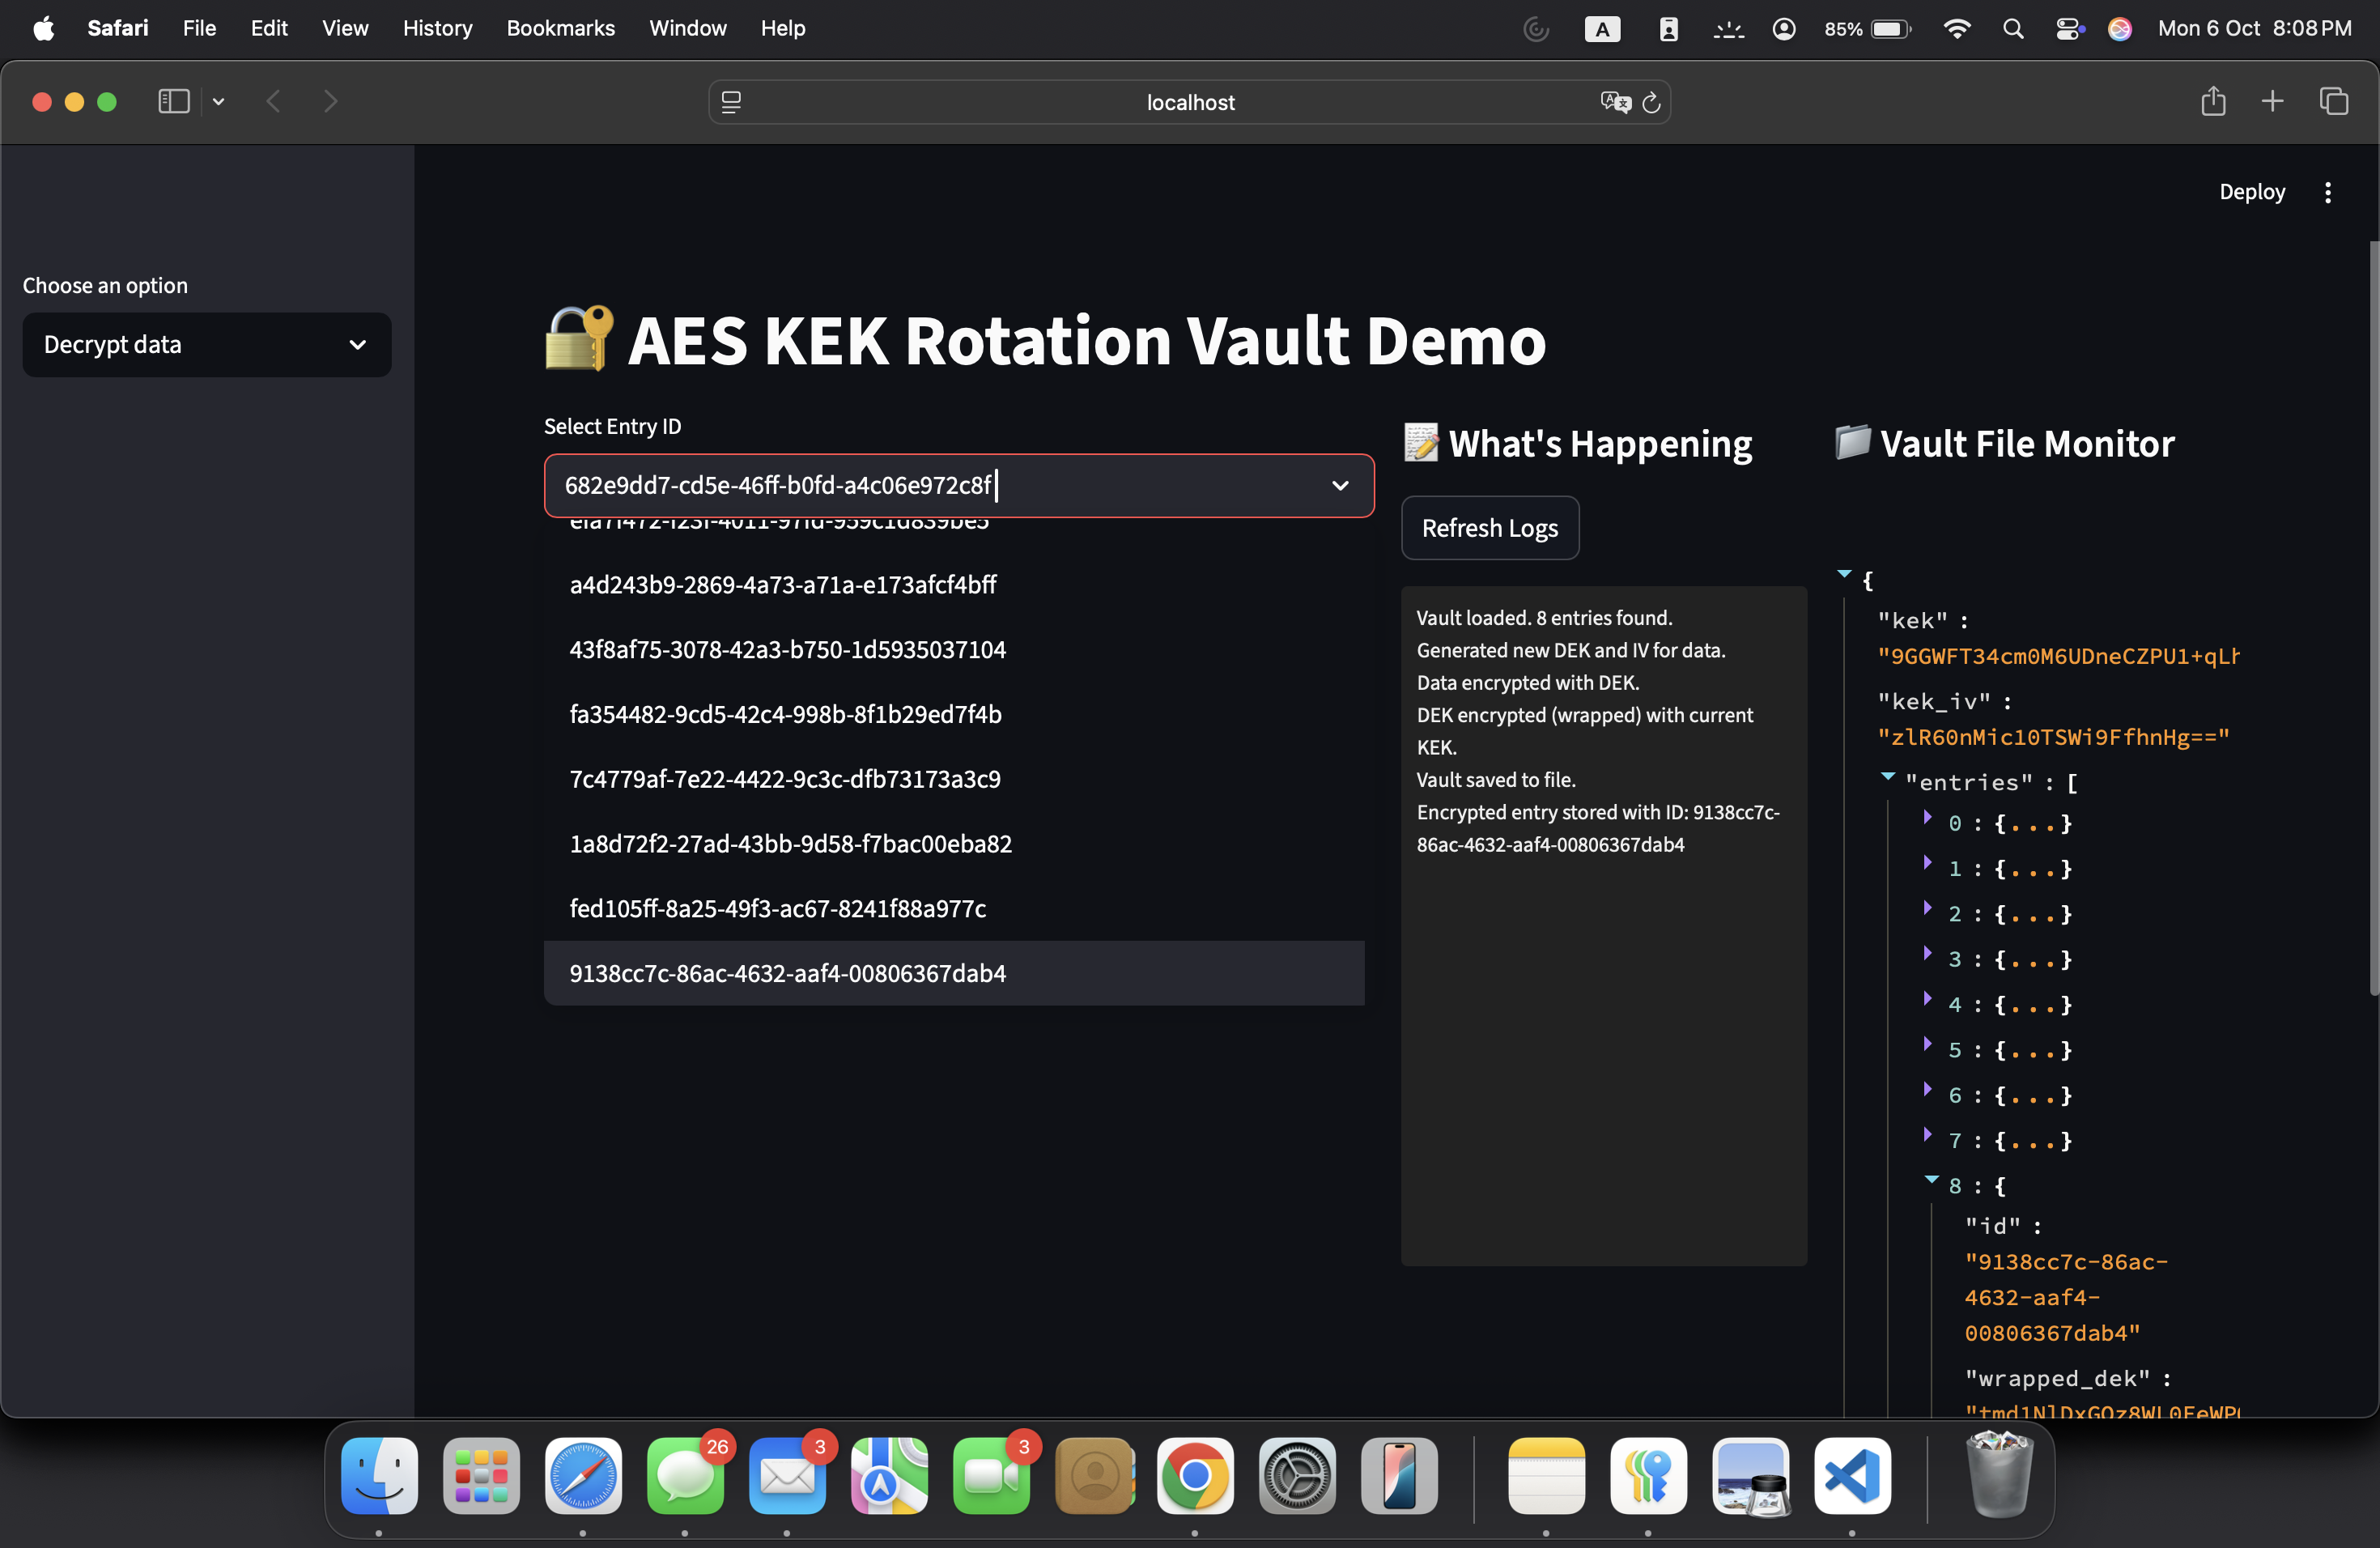 Safari File Edit View History Bookmarks Window Help
A
85%
Mon 6 Oct 8:08 PM
localhost
Deploy
Choose an option
Decrypt data
AES KEK Rotation Vault Demo
Select Entry ID
682e9dd7-cd5e-46ff-b0fd-a4c06e972c8f
a4d243b9-2869-4a73-a71a-e173afcf4bff
43f8af75-3078-42a3-b750-1d5935037104
fa354482-9cd5-42c4-998b-8f1b29ed7f4b
7c4779af-7e22-4422-9c3c-dfb73173a3c9
1a8d72f2-27ad-43bb-9d58-f7bac00eba82
fed105ff-8a25-49f3-ac67-8241f88a977c
9138cc7c-86ac-4632-aaf4-00806367dab4
What's Happening
Refresh Logs
Vault loaded. 8 entries found.
Generated new DEK and IV for data.
Data encrypted with DEK.
DEK encrypted (wrapped) with current
KEK.
Vault saved to file.
Encrypted entry stored with ID: 9138cc7c-
86ac-4632-aaf4-00806367dab4
Vault File Monitor
{
"kek" :
"9GGWFT34cm0M6UDneCZPU1+qLh
"kek_iv" :
"zlR60nMic10TSWi9FfhnHg=="
"entries" : [
0 : {...}
1 : {...}
2 : {...}
3 : {...}
4 : {...}
5 : {...}
6 : {...}
7 : {...}
8 : {
"id" :
"9138cc7c-86ac-
4632-aaf4-
00806367dab4"
"wrapped_dek" :
26
3
3